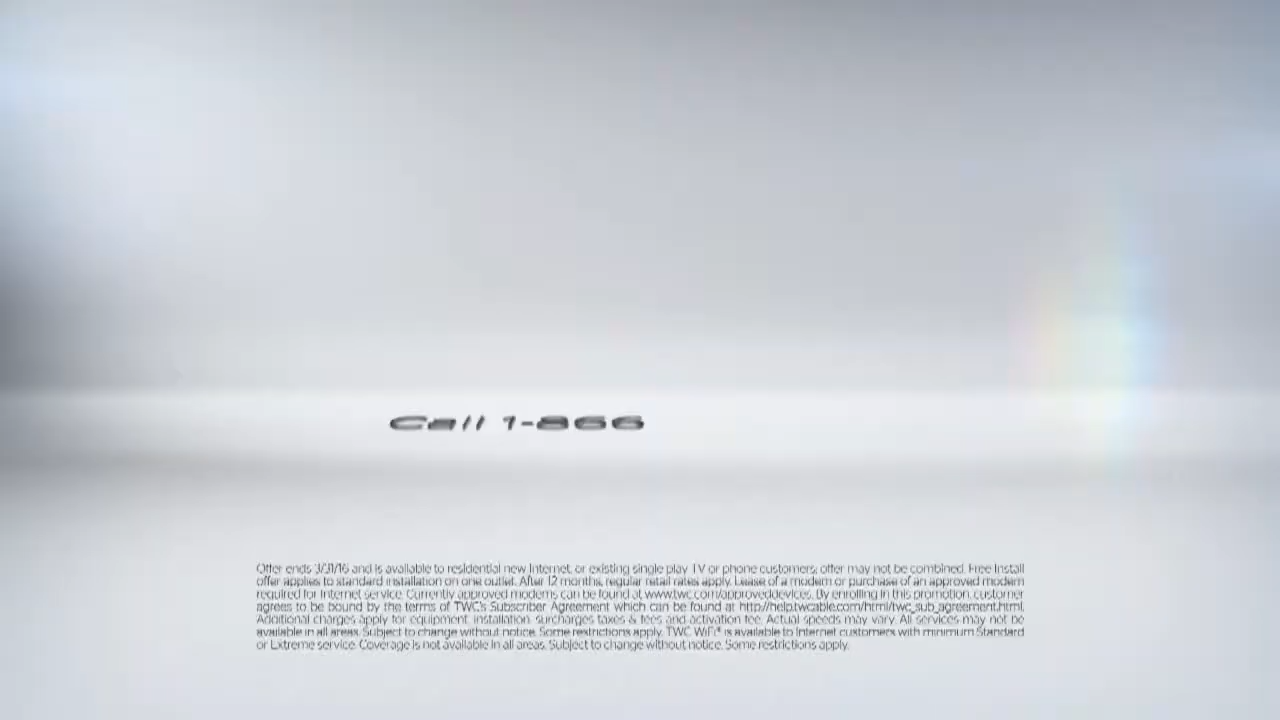 Call 1-866
Offer ends 3/31/16 and is available to residential new Internet, or existing single play TV or phone customers; offer may not be combined. Free Install
offer applies to standard installation on one outlet. After 12 months, regular retail rates apply. Lease of a modem or purchase of an approved modem
required for Internet service. Currently approved modems can be found at www.twc.com/approveddevices. By enrolling in this promotion, customer
agrees to be bound by the terms of TWC's Subscriber Agreement which can be found at http://help.twcable.com/html/twc_sub_agreement.html.
Additional charges apply for equipment, installation, surcharges taxes & fees and activation fee. Actual speeds may vary. All services may not be
available in all areas. Subject to change without notice. Some restrictions apply. TWC WiFi® is available to Internet customers with minimum Standard
or Extreme service. Coverage is not available in all areas. Subject to change without notice. Some restrictions apply.